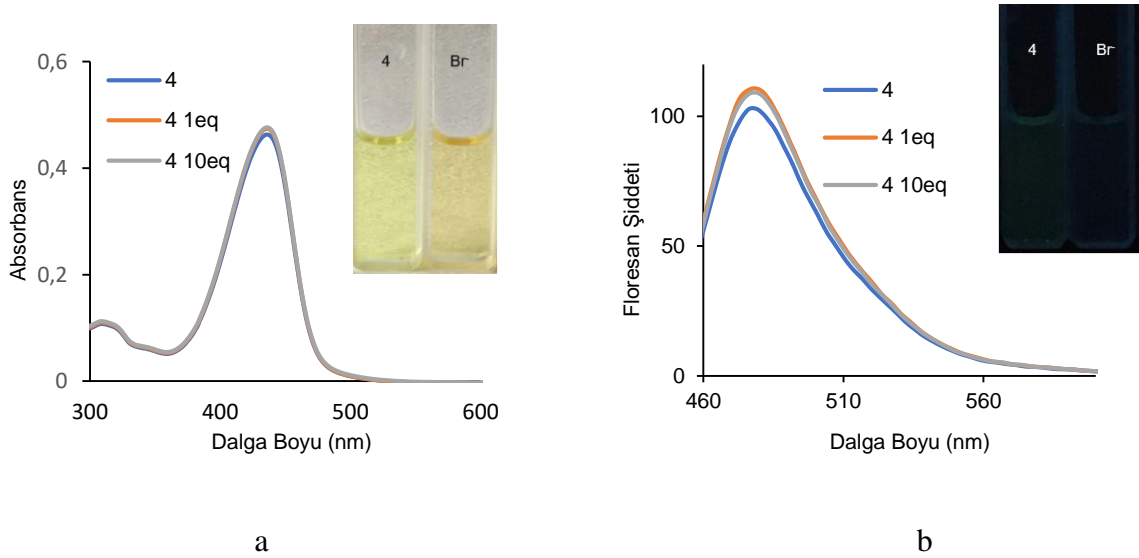 0,6
0,4
0,2
0
300
400
500
600
Absorbans
Dalga Boyu (nm)
4
4 1eq
4 10eq
4
Br-
a
100
50
0
460
510
560
Floresan Şiddeti
Dalga Boyu (nm)
4
4 1eq
4 10eq
4
Br-
b